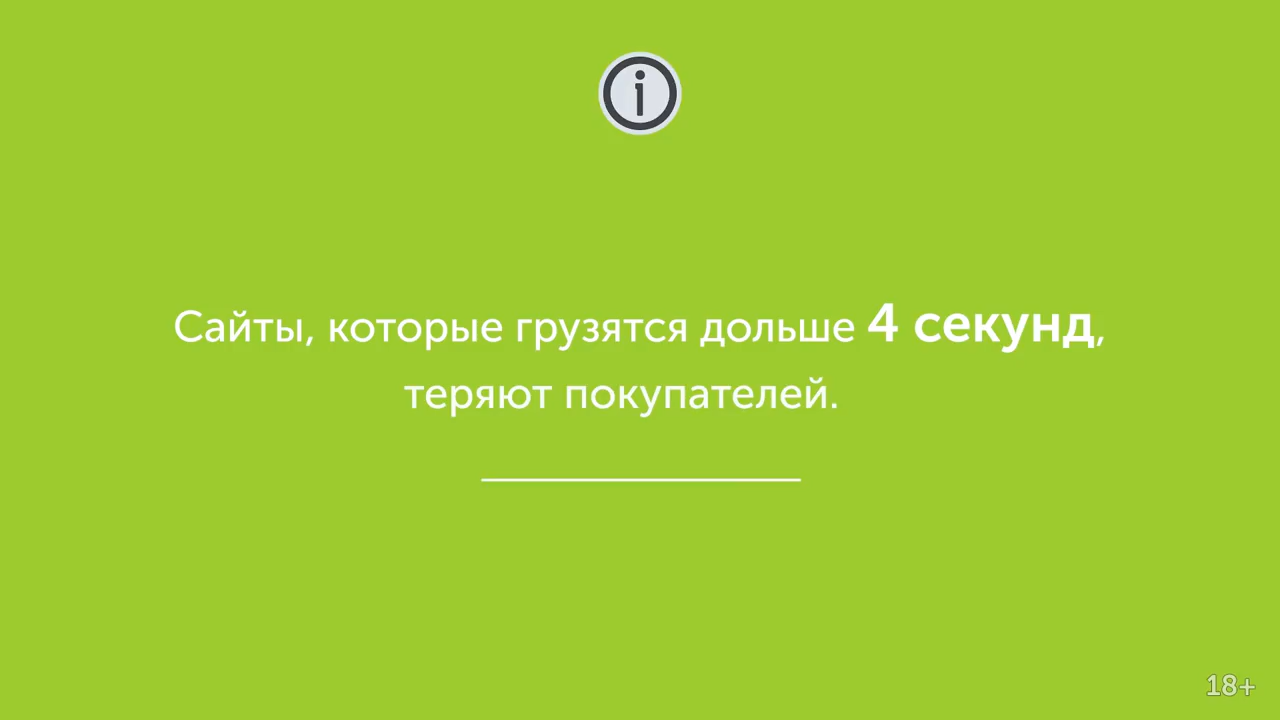 Сайты, которые грузятся дольше 4 секунд,
теряют покупателей.
18+